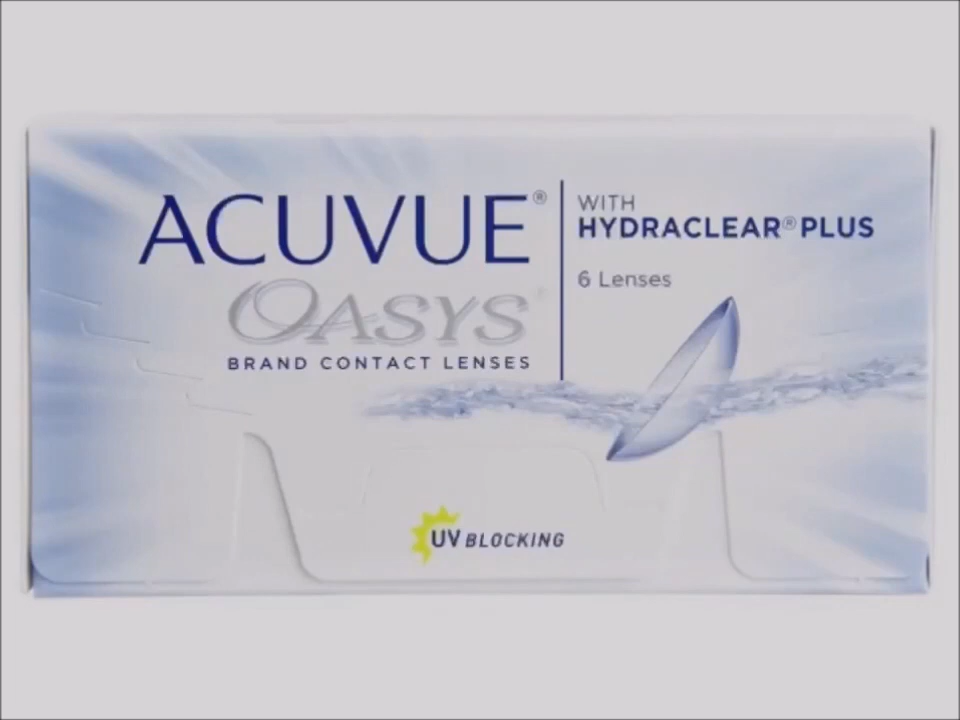 ACUVUE®
OASYS®
BRAND CONTACT LENSES
WITH
HYDRACLEAR® PLUS
6 Lenses
UV BLOCKING